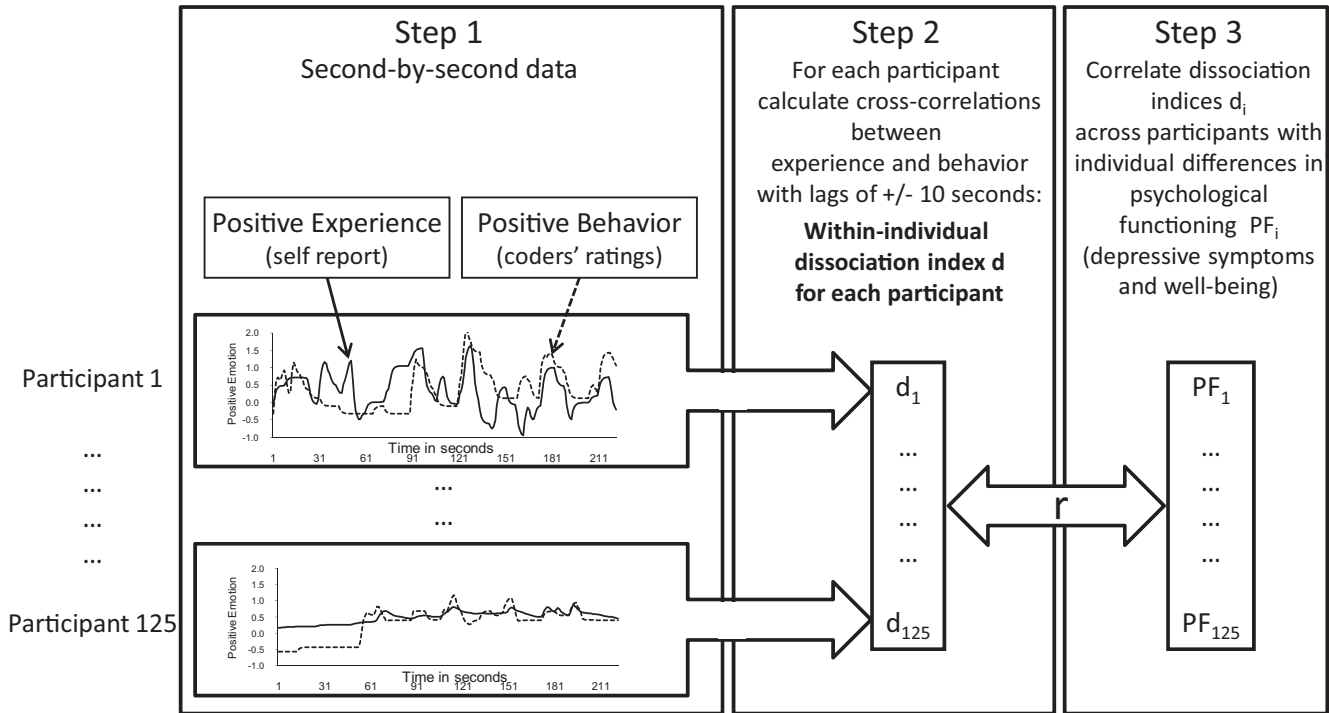 Step 1
Second-by-second data
Positive Experience
(self report)
Positive Behavior
(coders' ratings)
Participant 1
...
...
...
...
Participant 125
Positive Emotion
2.0
1.5
1.0
0.5
0.0
-0.5
-1.0
Time in seconds
1 31 61 91 121 151 181 211
...
...
Positive Emotion
2.0
1.5
1.0
0.5
0.0
-0.5
-1.0
Time in seconds
1 31 61 91 121 151 181 211
Step 2
For each participant
calculate cross-correlations
between
experience and behavior
with lags of +/- 10 seconds:
Within-individual
dissociation index d
for each participant
d1
...
...
...
...
d125
r
Step 3
Correlate dissociation
indices di
across participants with
individual differences in
psychological
functioning PFi
(depressive symptoms
and well-being)
PF1
...
...
...
...
PF125